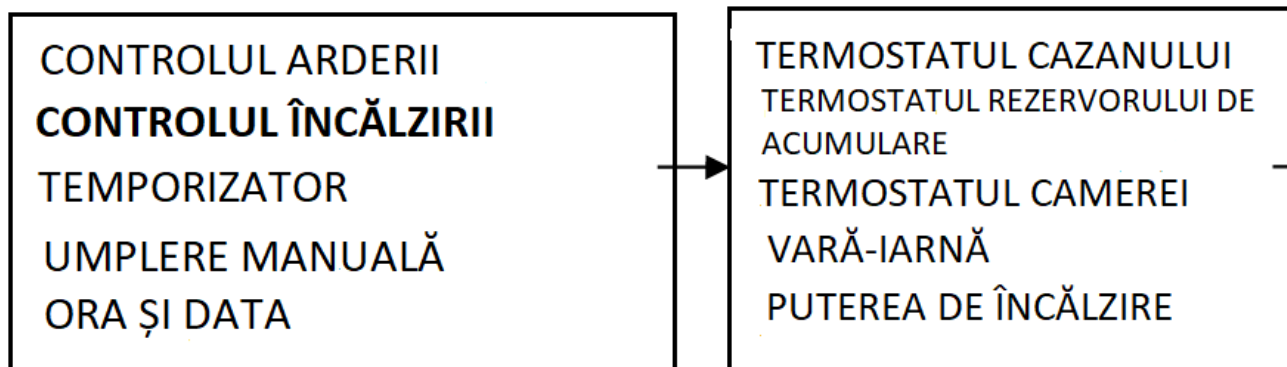 CONTROLUL ARDERII
CONTROLUL ÎNCĂLZIRII
TEMPORIZATOR
UMPLERE MANUALĂ
ORA ȘI DATA
TERMOSTATUL CAZANULUI
TERMOSTATUL REZERVORULUI DE
ACUMULARE
TERMOSTATUL CAMEREI
VARĂ-IARNĂ
PUTEREA DE ÎNCĂLZIRE